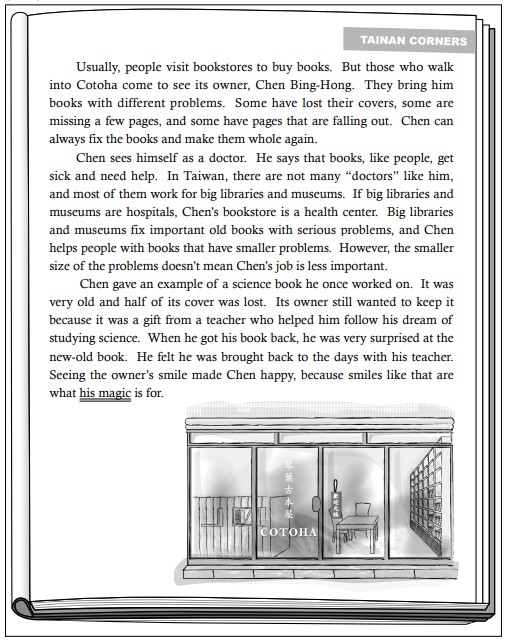 TAINAN CORNERS
Usually, people visit bookstores to buy books. But those who walk
into Cotoha come to see its owner, Chen Bing-Hong. They bring him
books with different problems. Some have lost their covers, some are
missing a few pages, and some have pages that are falling out. Chen can
always fix the books and make them whole again.
Chen sees himself as a doctor. He says that books, like people, get
sick and need help. In Taiwan, there are not many “doctors” like him,
and most of them work for big libraries and museums. If big libraries and
museums are hospitals, Chen’s bookstore is a health center. Big libraries
and museums fix important old books with serious problems, and Chen
helps people with books that have smaller problems. However, the smaller
size of the problems doesn’t mean Chen’s job is less important.
Chen gave an example of a science book he once worked on. It was
very old and half of its cover was lost. Its owner still wanted to keep it
because it was a gift from a teacher who helped him follow his dream of
studying science. When he got his book back, he was very surprised at the
new-old book. He felt he was brought back to the days with his teacher.
Seeing the owner’s smile made Chen happy, because smiles like that are
what his magic is for.
葉古本屋
COTOHA